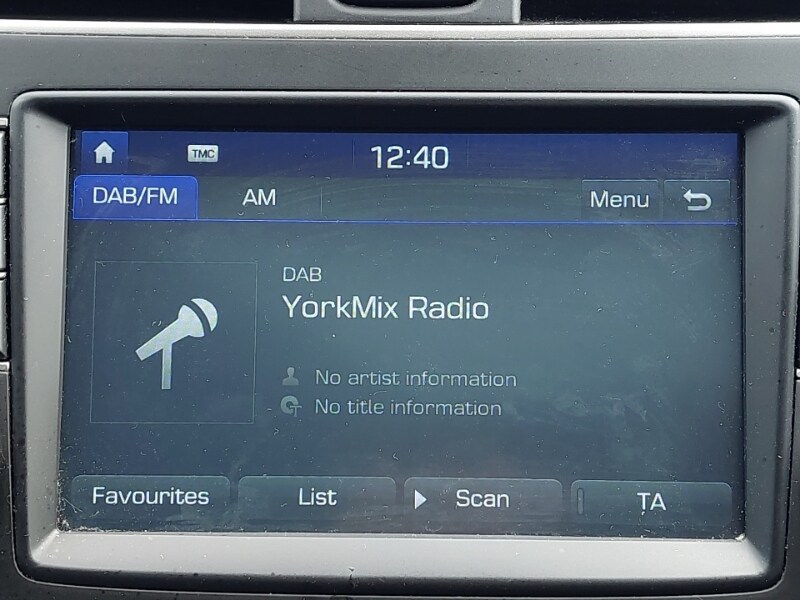 TMC 12:40
DAB/FM AM Menu
DAB
YorkMix Radio
No artist information
No title information
Favourites List Scan TA